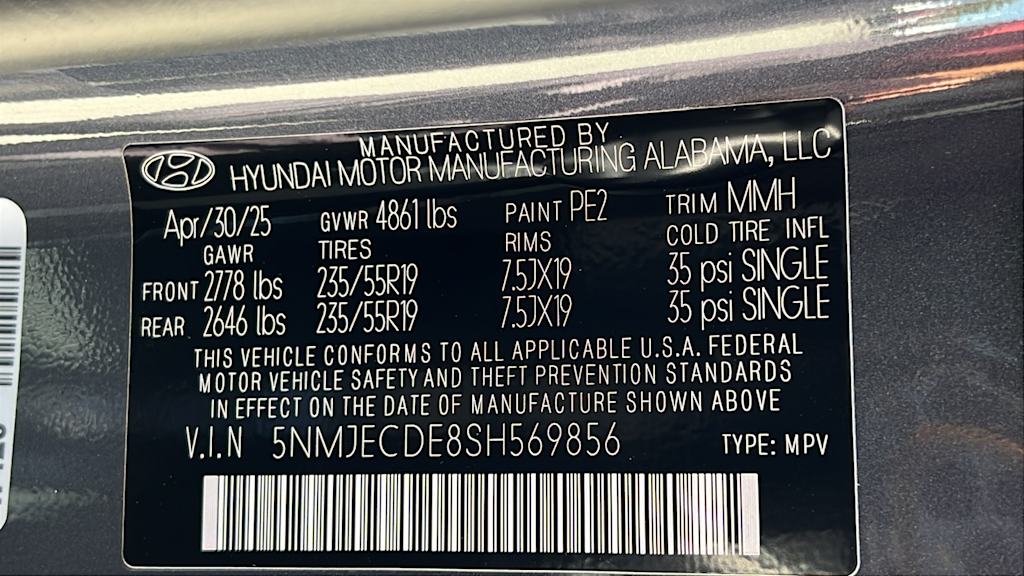 MANUFACTURED BY
HYUNDAI MOTOR MANUFACTURING ALABAMA, LLC
Apr/30/25 GVWR 4861 lbs PAINT PE2 TRIM MMH
GAWR TIRES RIMS COLD TIRE INFL
FRONT 2778 lbs 235/55R19 7.5JX19 35 psi SINGLE
REAR 2646 lbs 235/55R19 7.5JX19 35 psi SINGLE
THIS VEHICLE CONFORMS TO ALL APPLICABLE U.S.A. FEDERAL
MOTOR VEHICLE SAFETY AND THEFT PREVENTION STANDARDS
IN EFFECT ON THE DATE OF MANUFACTURE SHOWN ABOVE
V.I.N 5NMJECDE8SH569856 TYPE: MPV